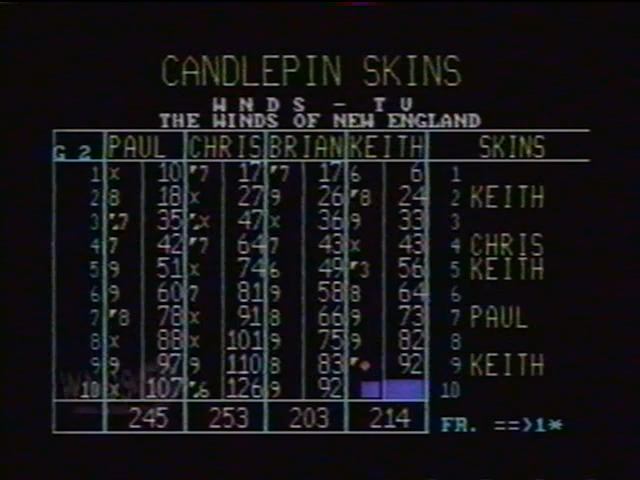 CANDLEPIN SKINS
WNDS - TV
THE WINDS OF NEW ENGLAND
G 2 PAUL CHRIS BRIAN KEITH SKINS
1 x 10 7 17 7 17 6 6 1
2 8 18 x 27 9 26 8 24 2 KEITH
3 7 35 x 47 x 36 9 33 3
4 7 42 7 64 7 43 x 43 4 CHRIS
5 9 51 x 74 6 49 3 56 5 KEITH
6 9 60 7 81 9 58 8 64 6
7 8 78 x 91 8 66 9 73 7 PAUL
8 x 88 x 101 9 75 9 82 8
9 9 97 9 110 8 83 92 9 KEITH
10 x 107 6 126 9 92 10
245 253 203 214 FR. ==>1*